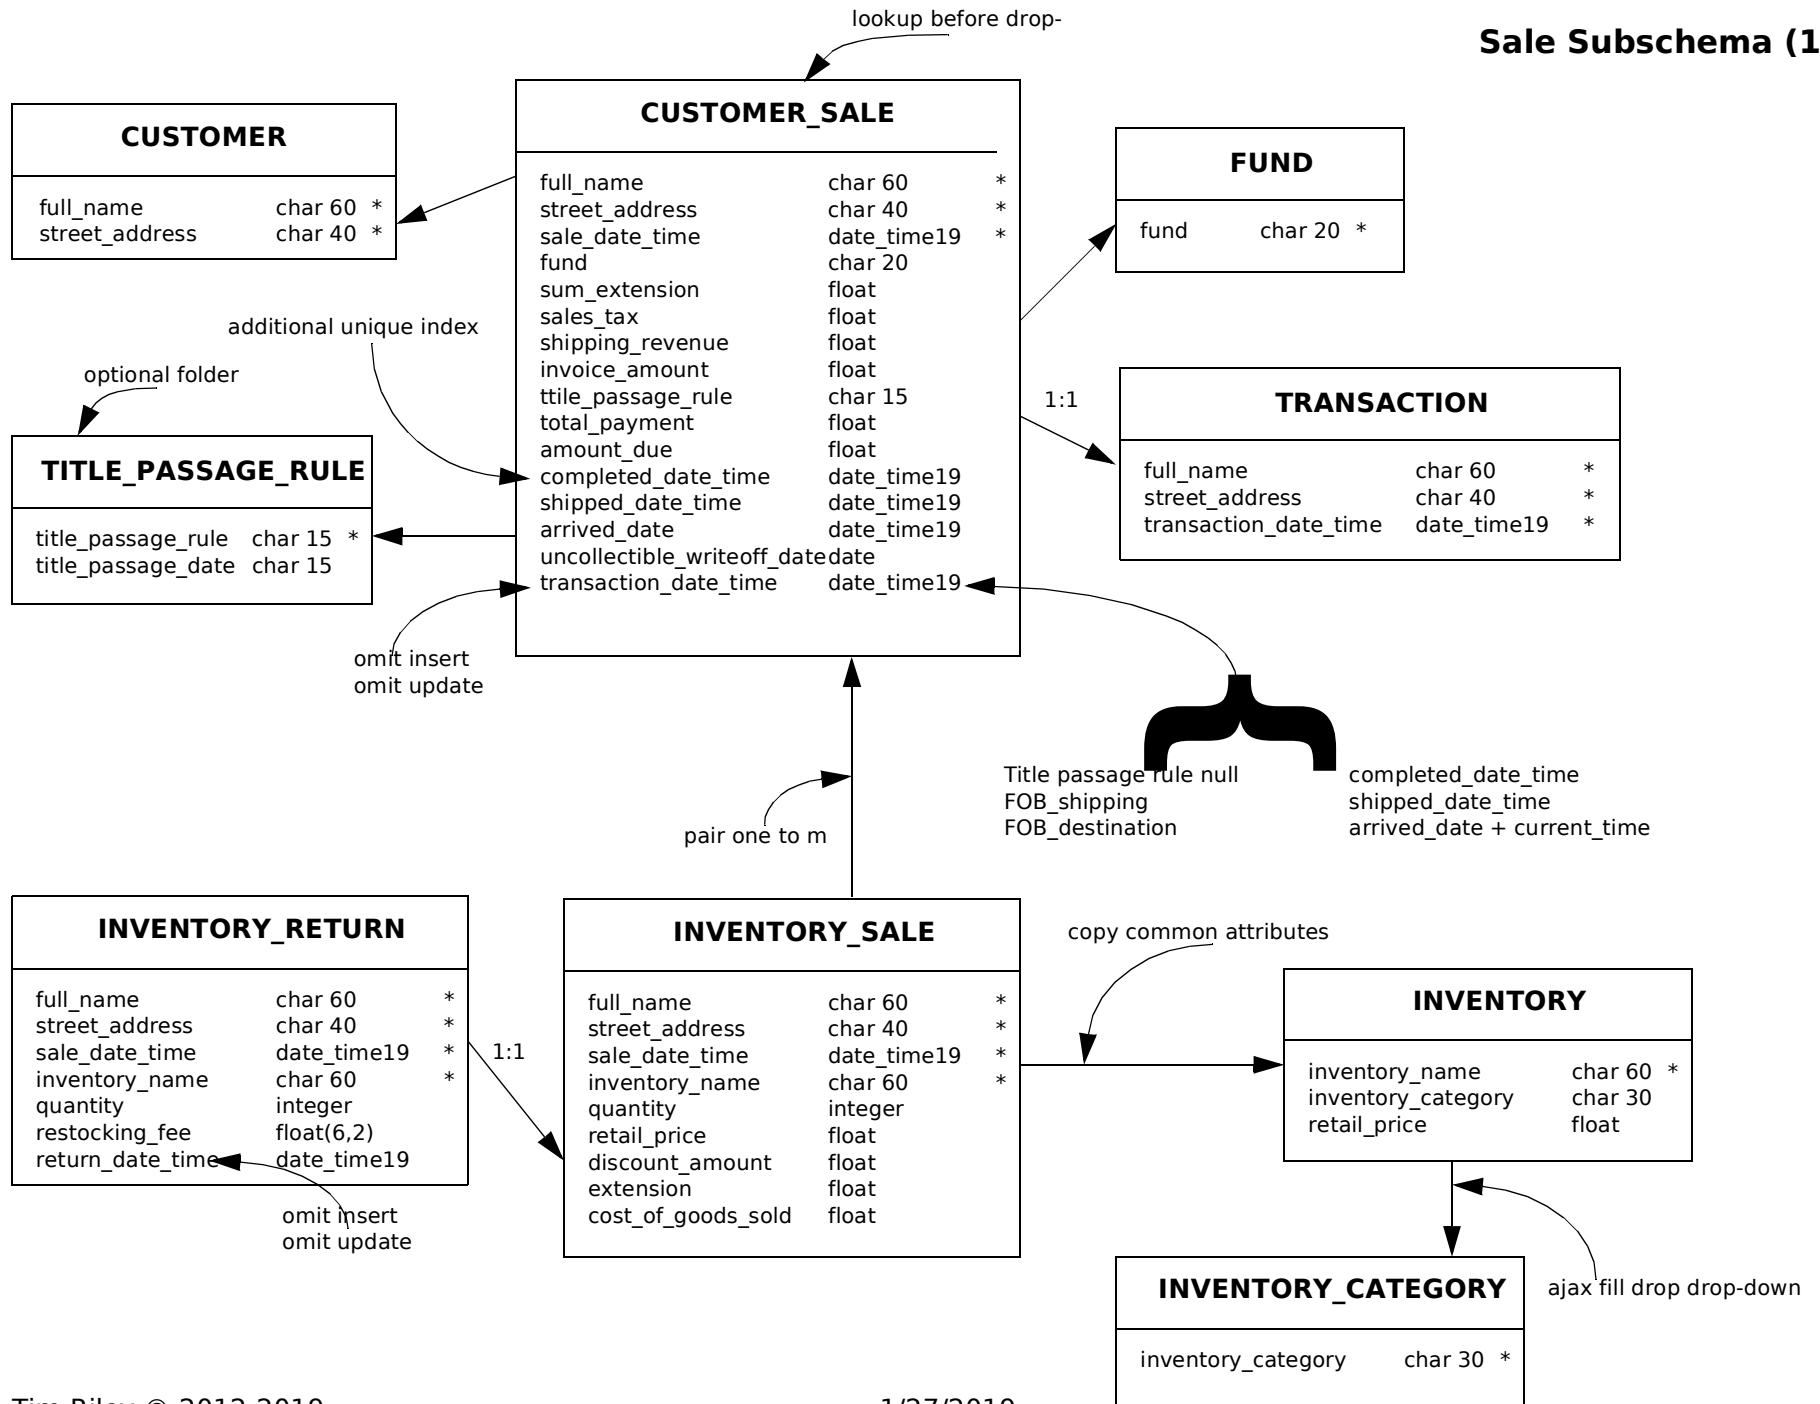 lookup before drop-
Sale Subschema (1
CUSTOMER
full_name char 60 *
street_address char 40 *
CUSTOMER_SALE
full_name char 60 *
street_address char 40 *
sale_date_time date_time19 *
fund char 20
sum_extension float
sales_tax float
shipping_revenue float
invoice_amount float
ttile_passage_rule char 15
total_payment float
amount_due float
completed_date_time date_time19
shipped_date_time date_time19
arrived_date date_time19
uncollectible_writeoff_date date
transaction_date_time date_time19
FUND
fund char 20 *
additional unique index
optional folder
1:1
TRANSACTION
full_name char 60 *
street_address char 40 *
transaction_date_time date_time19 *
TITLE_PASSAGE_RULE
title_passage_rule char 15 *
title_passage_date char 15
omit insert
omit update
Title passage rule null completed_date_time
FOB_shipping shipped_date_time
FOB_destination arrived_date + current_time
pair one to m
INVENTORY_RETURN
full_name char 60 *
street_address char 40 *
sale_date_time date_time19 *
inventory_name char 60 *
quantity integer
restocking_fee float(6,2)
return_date_time date_time19
omit insert
omit update
1:1
INVENTORY_SALE
full_name char 60 *
street_address char 40 *
sale_date_time date_time19 *
inventory_name char 60 *
quantity integer
retail_price float
discount_amount float
extension float
cost_of_goods_sold float
copy common attributes
INVENTORY
inventory_name char 60 *
inventory_category char 30
retail_price float
ajax fill drop drop-down
INVENTORY_CATEGORY
inventory_category char 30 *
Tim Riley © 2012-2019 1/27/2019